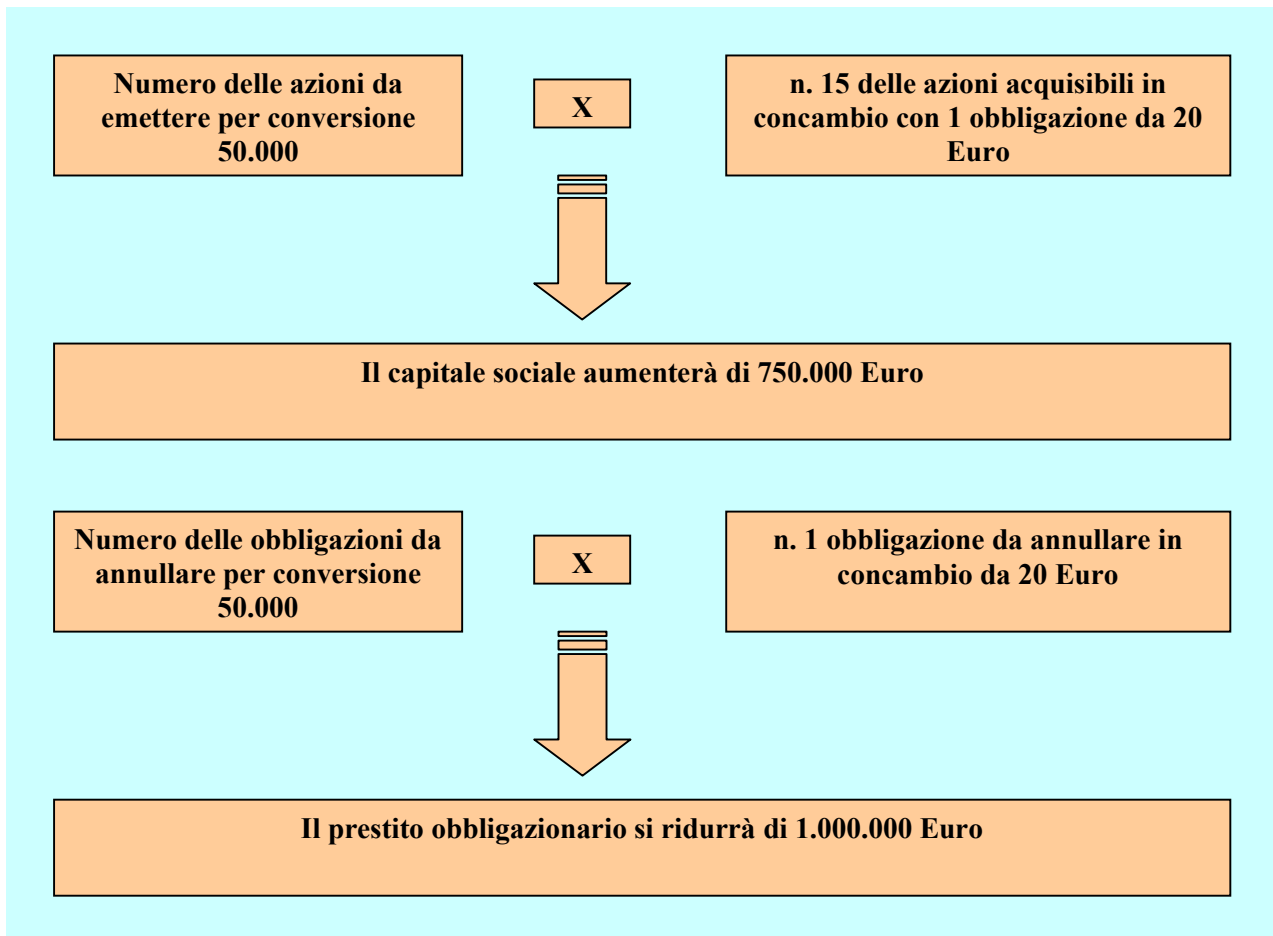 Numero delle azioni da
emettere per conversione
50.000
X
n. 15 delle azioni acquisibili in
concambio con 1 obbligazione da 20
Euro
Il capitale sociale aumenterà di 750.000 Euro
Numero delle obbligazioni da
annullare per conversione
50.000
X
n. 1 obbligazione da annullare in
concambio da 20 Euro
Il prestito obbligazionario si ridurrà di 1.000.000 Euro